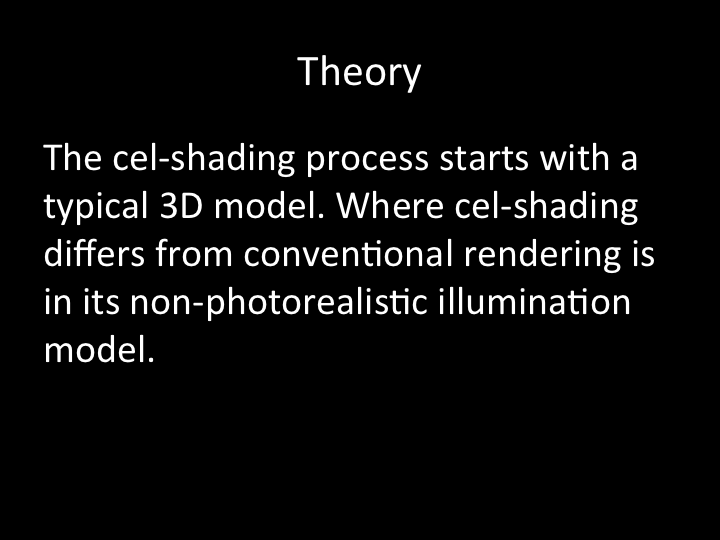 Theory
The cel-shading process starts with a
typical 3D model. Where cel-shading
differs from conventional rendering is
in its non-photorealistic illumination
model.